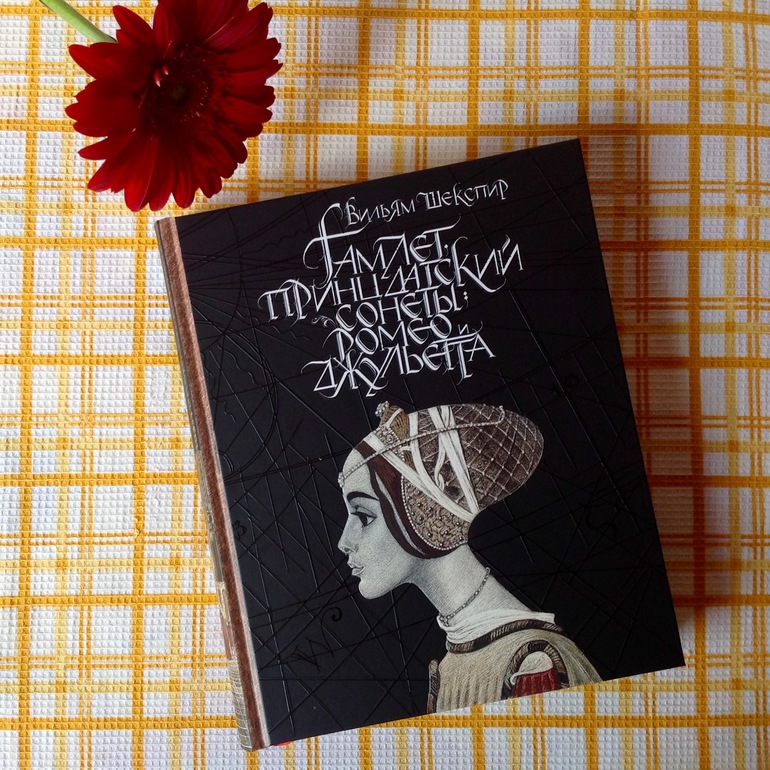 Вильям Шекспир
Гамлет,
принц датский
Сонеты;
Ромео
и
Джульетта